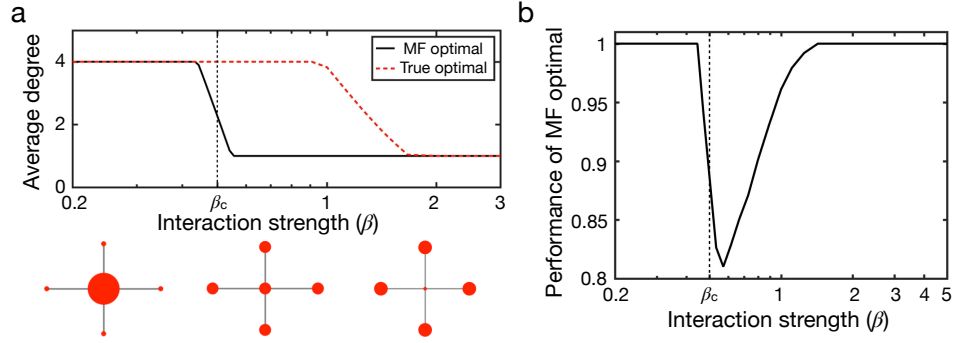 a
Average degree
4
2
0
MF optimal
True optimal
0.2
βc
1
2
3
Interaction strength (β)
b
Performance of MF optimal
1
0.95
0.9
0.85
0.8
0.2
βc
1
2
3
4
5
Interaction strength (β)